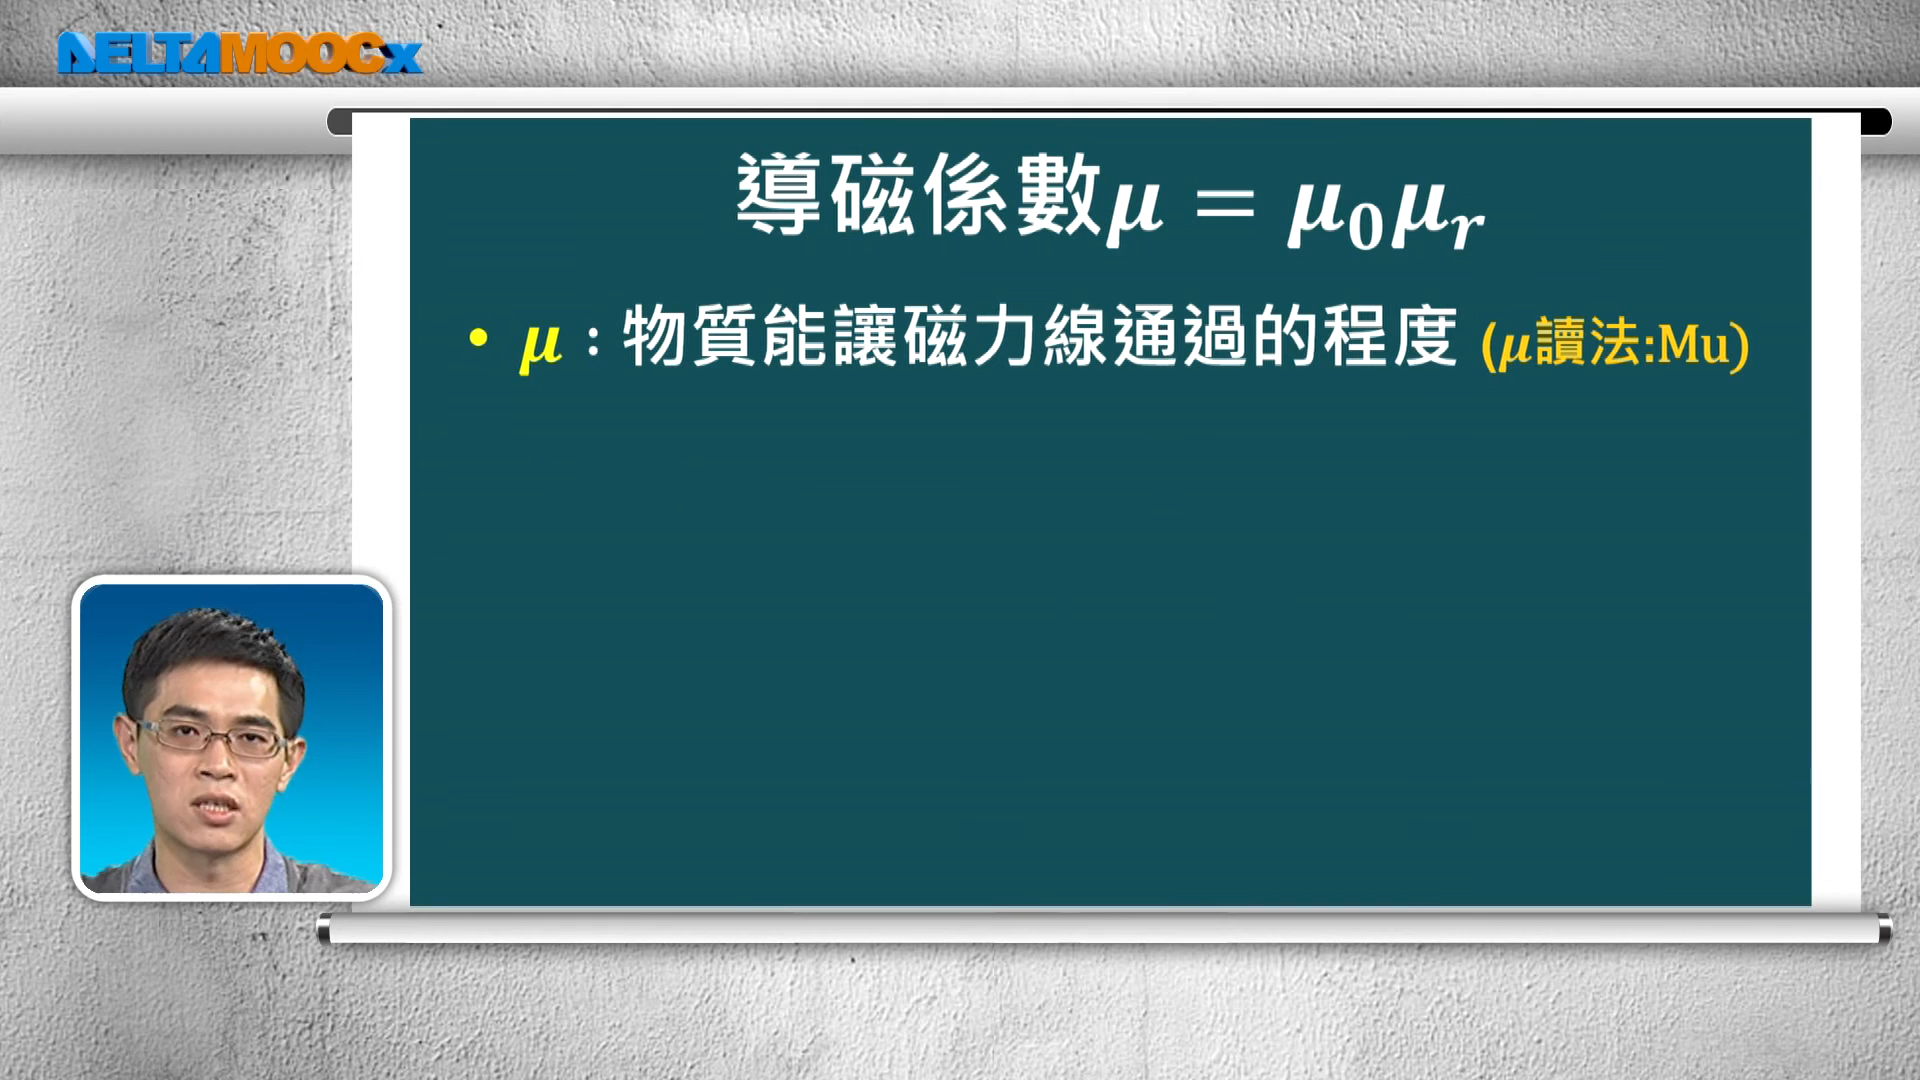 DELTAMOOCx
導磁係數μ = μ₀μᵣ
• μ : 物質能讓磁力線通過的程度 (μ讀法:Mu)